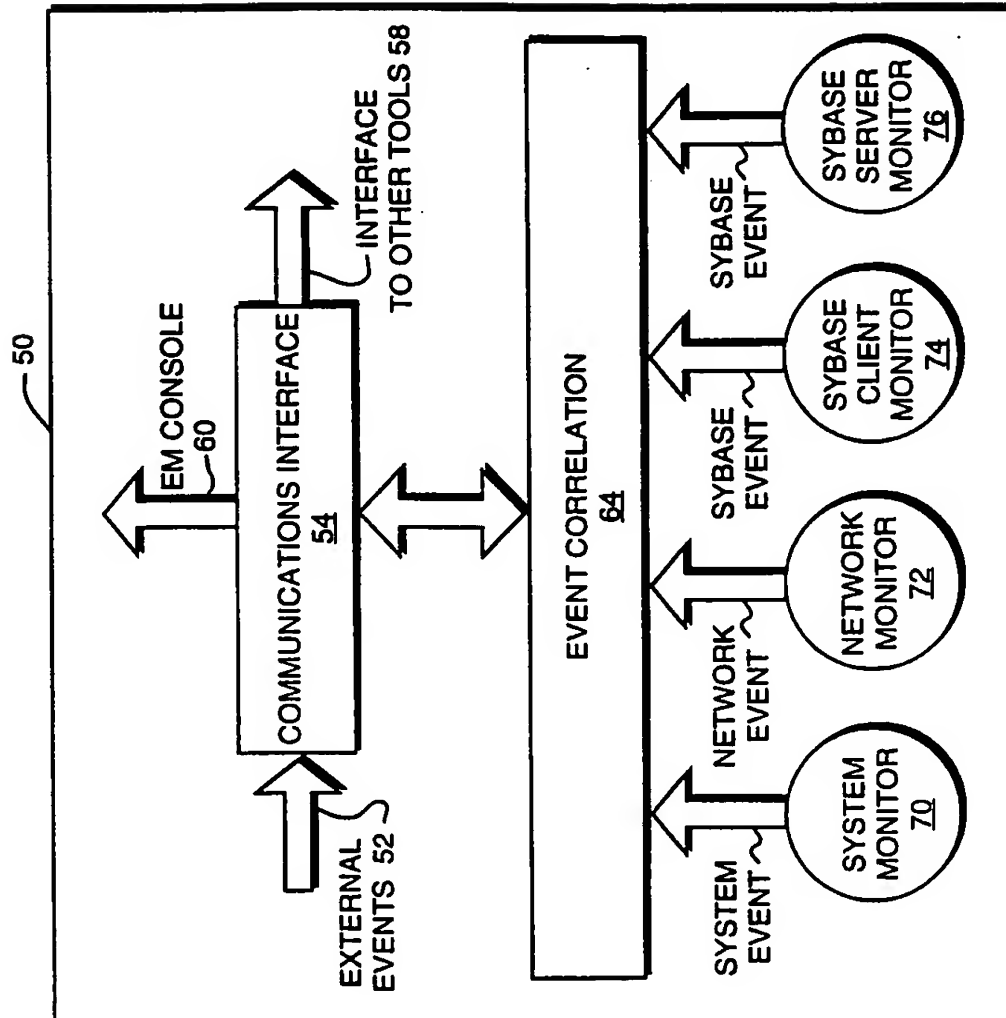 50
EM CONSOLE
60
INTERFACE
TO OTHER TOOLS 58
COMMUNICATIONS INTERFACE
54
EXTERNAL
EVENTS 52
EVENT CORRELATION
64
SYSTEM
EVENT
NETWORK
EVENT
SYBASE
EVENT
SYBASE
EVENT
SYSTEM
MONITOR
70
NETWORK
MONITOR
72
SYBASE
CLIENT
MONITOR
74
SYBASE
SERVER
MONITOR
76